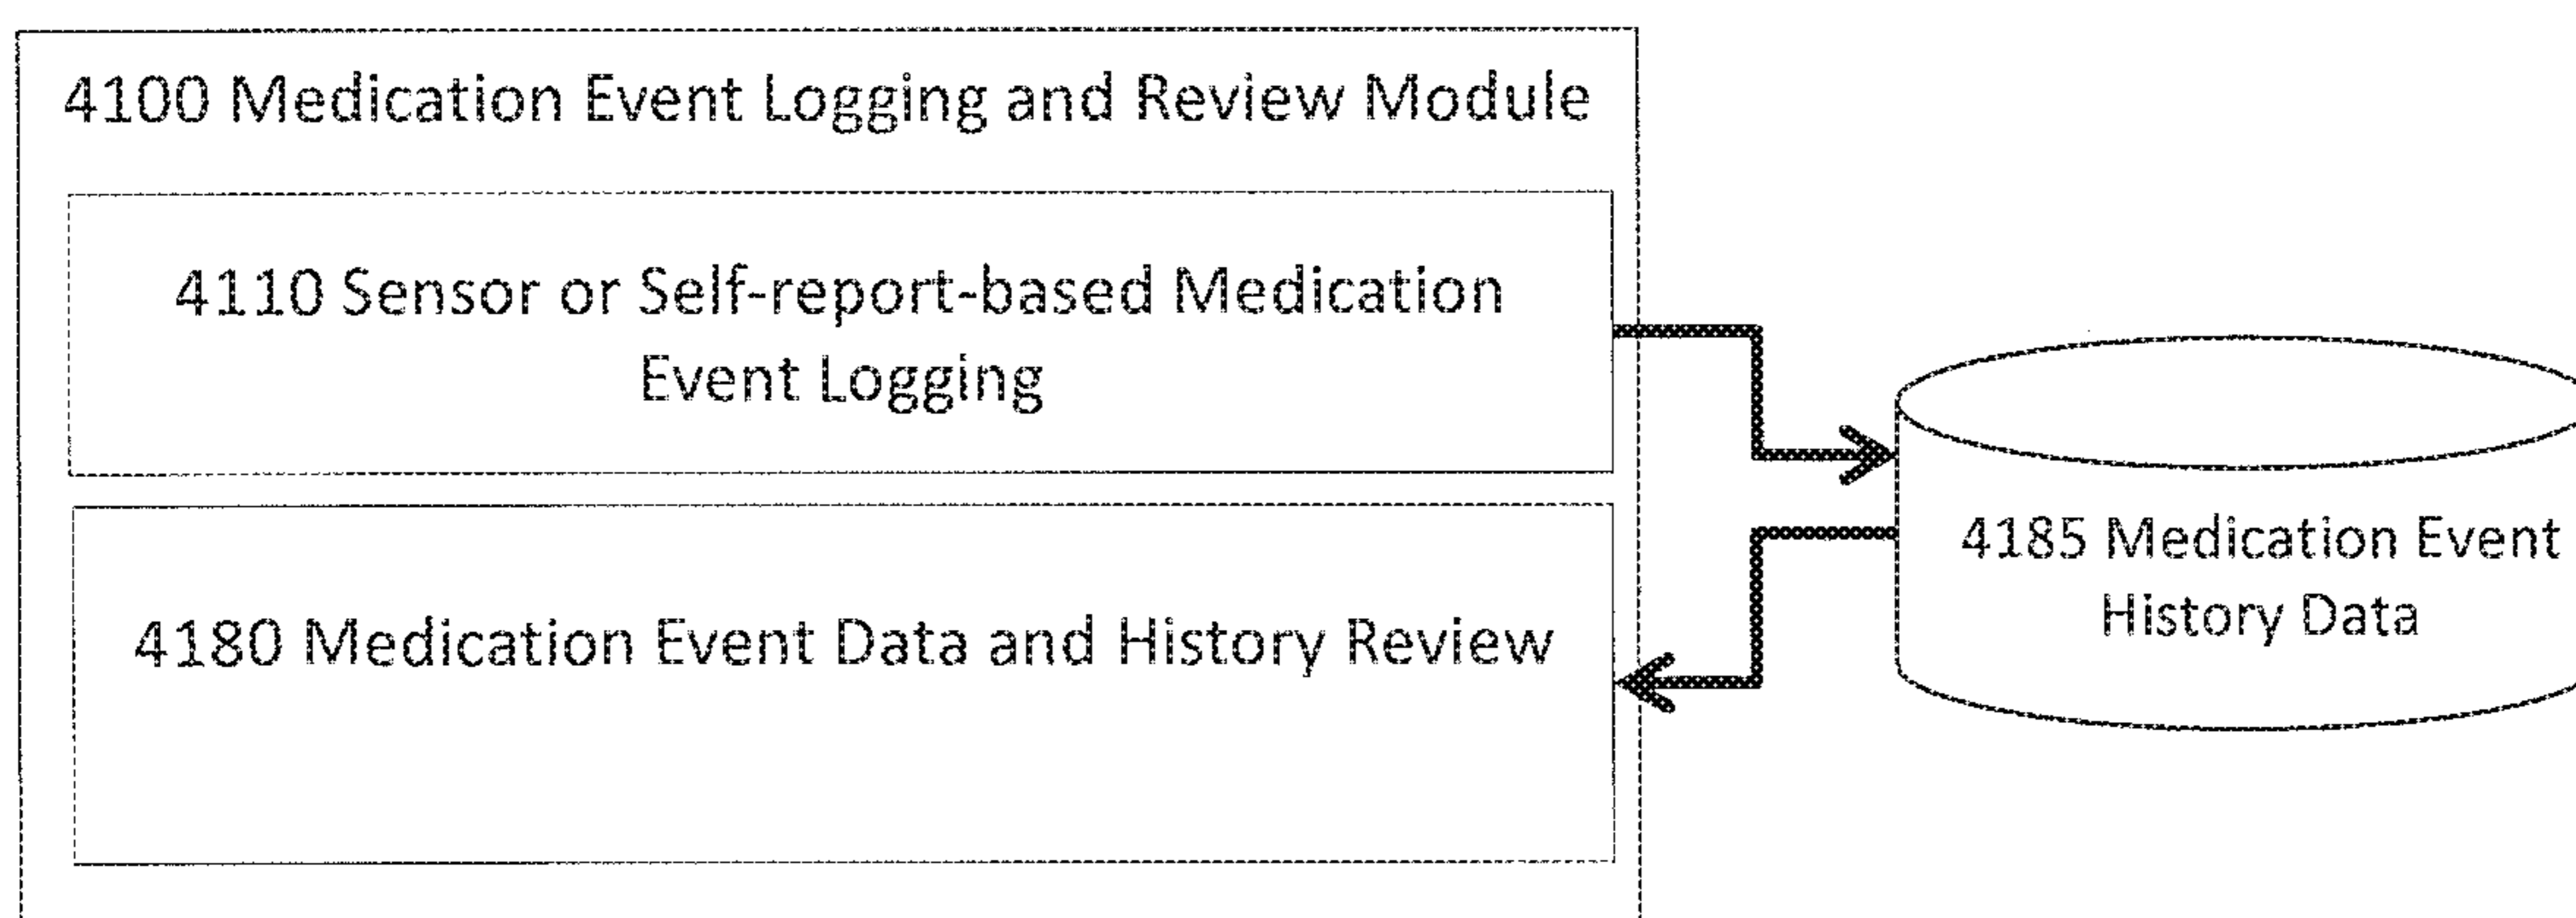 4100 Medication Event Logging and Review Module
4110 Sensor or Self-report-based Medication
Event Logging
4180 Medication Event Data and History Review
4185 Medication Event
History Data